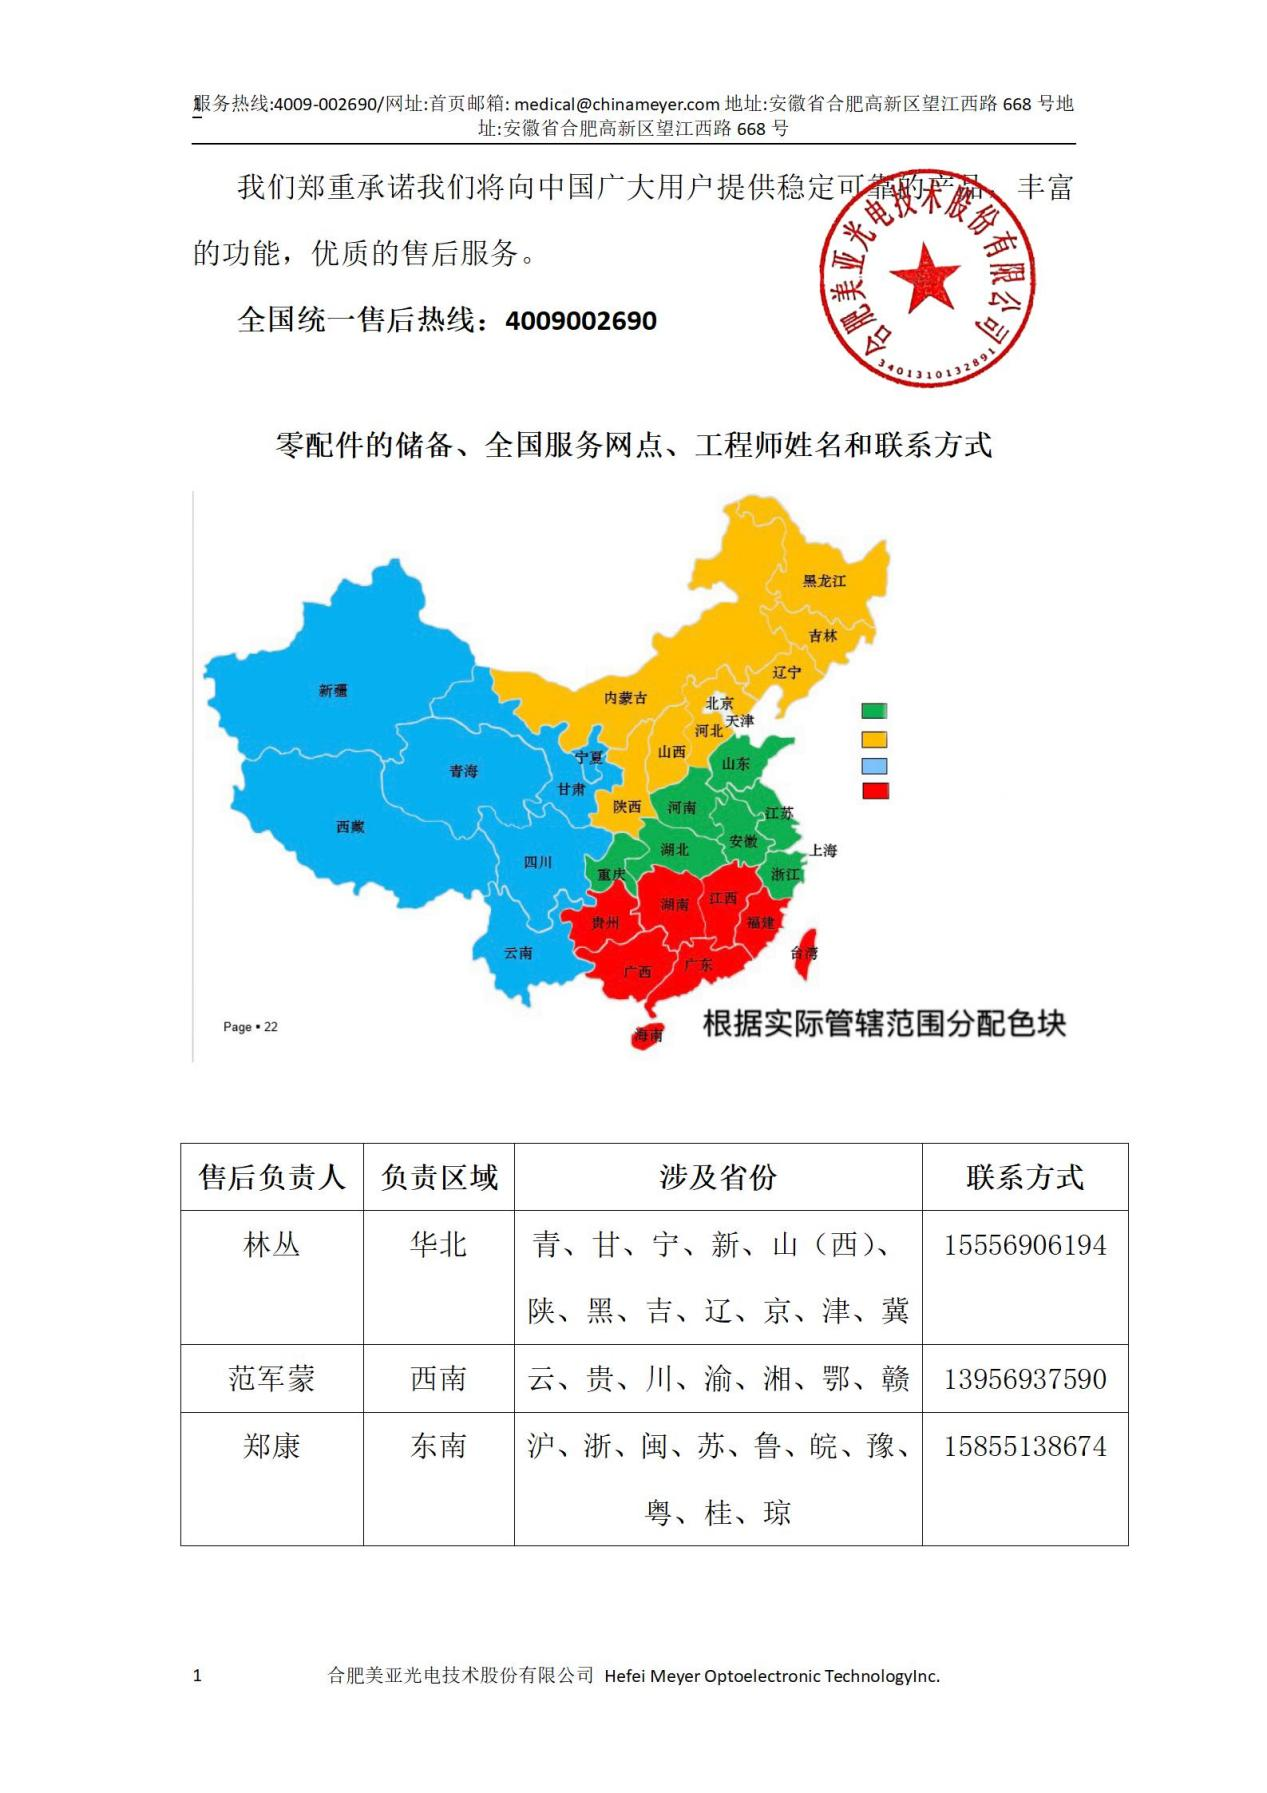 服务热线:4009-002690/网址:首页邮箱: medical@chinameyer.com 地址:安徽省合肥高新区望江西路 668 号地
址:安徽省合肥高新区望江西路 668 号
我们郑重承诺我们将向中国广大用户提供稳定可靠的产品、丰富
的功能，优质的售后服务。
全国统一售后热线：4009002690
合肥美亚光电技术股份有限公司
3401310132891
零配件的储备、全国服务网点、工程师姓名和联系方式
黑龙江
吉林
辽宁
新疆
内蒙古
北京
天津
河北
山西
宁夏
山东
青海
甘肃
陕西
河南
江苏
西藏
安徽
湖北
上海
四川
重庆
浙江
江西
湖南
贵州
福建
云南
台湾
广东
广西
Page ▪ 22
根据实际管辖范围分配色块
海南
售后负责人 负责区域 涉及省份 联系方式
林丛 华北 青、甘、宁、新、山（西）、 15556906194
陕、黑、吉、辽、京、津、冀
范军蒙 西南 云、贵、川、渝、湘、鄂、赣 13956937590
郑康 东南 沪、浙、闽、苏、鲁、皖、豫、 15855138674
粤、桂、琼
1 合肥美亚光电技术股份有限公司 Hefei Meyer Optoelectronic TechnologyInc.